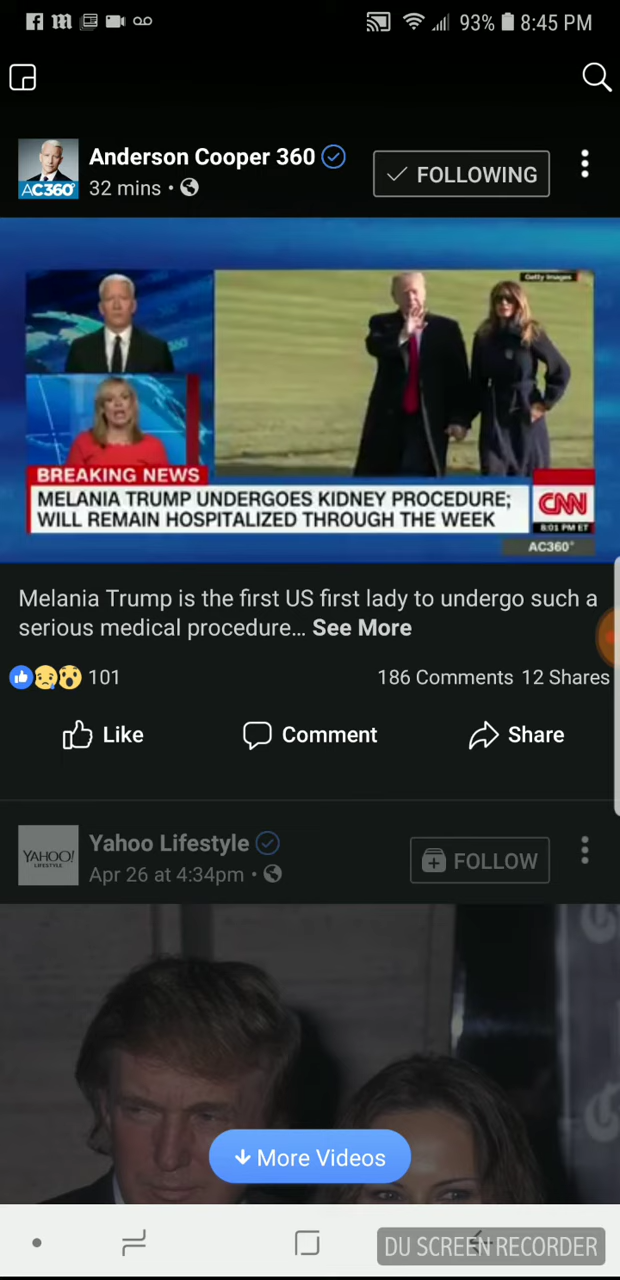 93% 8:45 PM
Anderson Cooper 360
32 mins •
FOLLOWING
AC360°
Getty Images
BREAKING NEWS
MELANIA TRUMP UNDERGOES KIDNEY PROCEDURE;
WILL REMAIN HOSPITALIZED THROUGH THE WEEK
CNN
8:01 PM ET
AC360°
Melania Trump is the first US first lady to undergo such a
serious medical procedure... See More
101
186 Comments 12 Shares
Like
Comment
Share
YAHOO!
LIFESTYLE
Yahoo Lifestyle
Apr 26 at 4:34pm •
FOLLOW
More Videos
DU SCREEN RECORDER